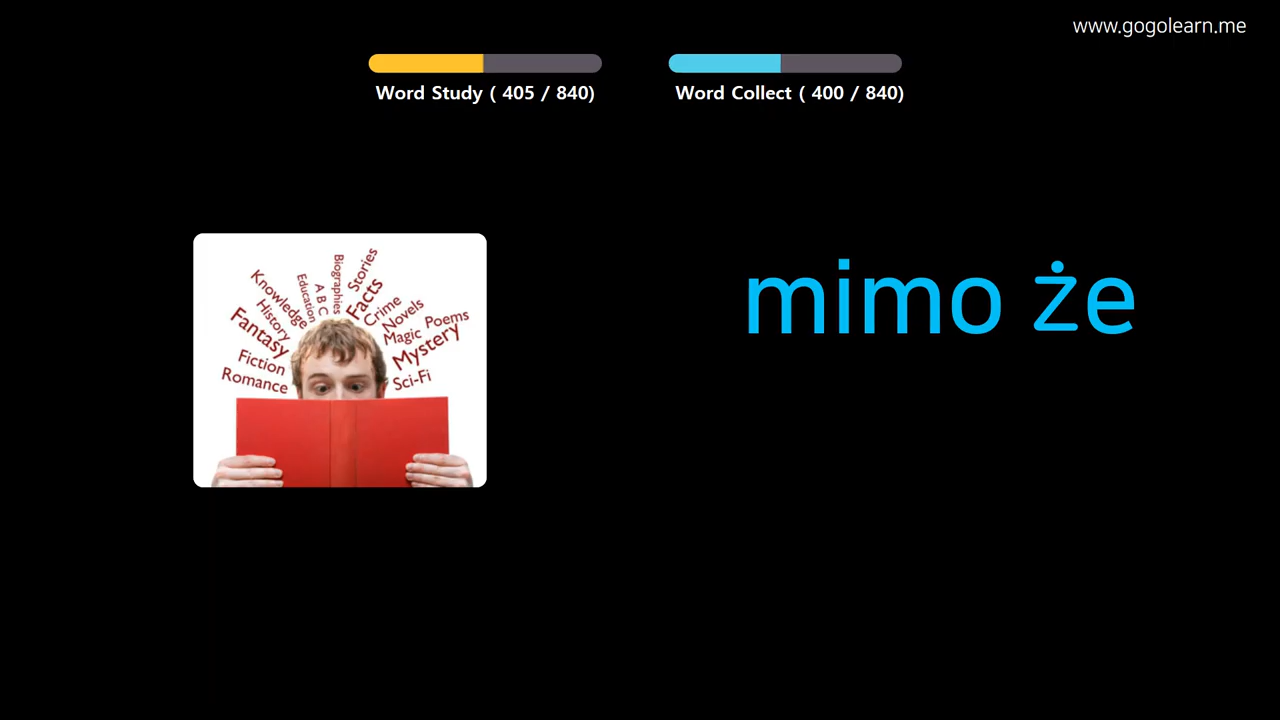 www.gogolearn.me
Word Study ( 405 / 840)
Word Collect ( 400 / 840)
mimo że
Stories
Biographies
Facts
A B C
Education
Knowledge
History
Fantasy
Fiction
Romance
Crime
Novels
Magic
Poems
Mystery
Sci-Fi